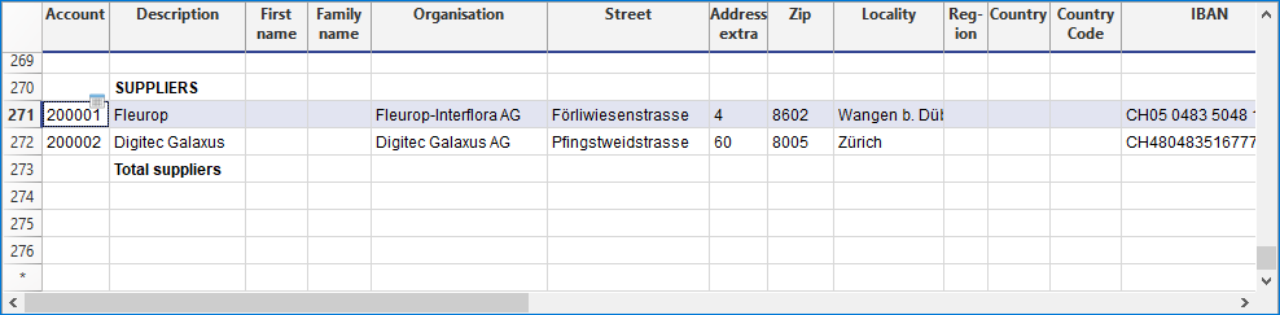 Account Description First name Family name Organisation Street Address extra Zip Locality Reg-ion Country Country Code IBAN
269
270 SUPPLIERS
271 200001 Fleurop Fleurop-Interflora AG Förliwiesenstrasse 4 8602 Wangen b. Dül CH05 0483 5048
272 200002 Digitec Galaxus Digitec Galaxus AG Pfingstweidstrasse 60 8005 Zürich CH480483516777
273 Total suppliers
274
275
276
*